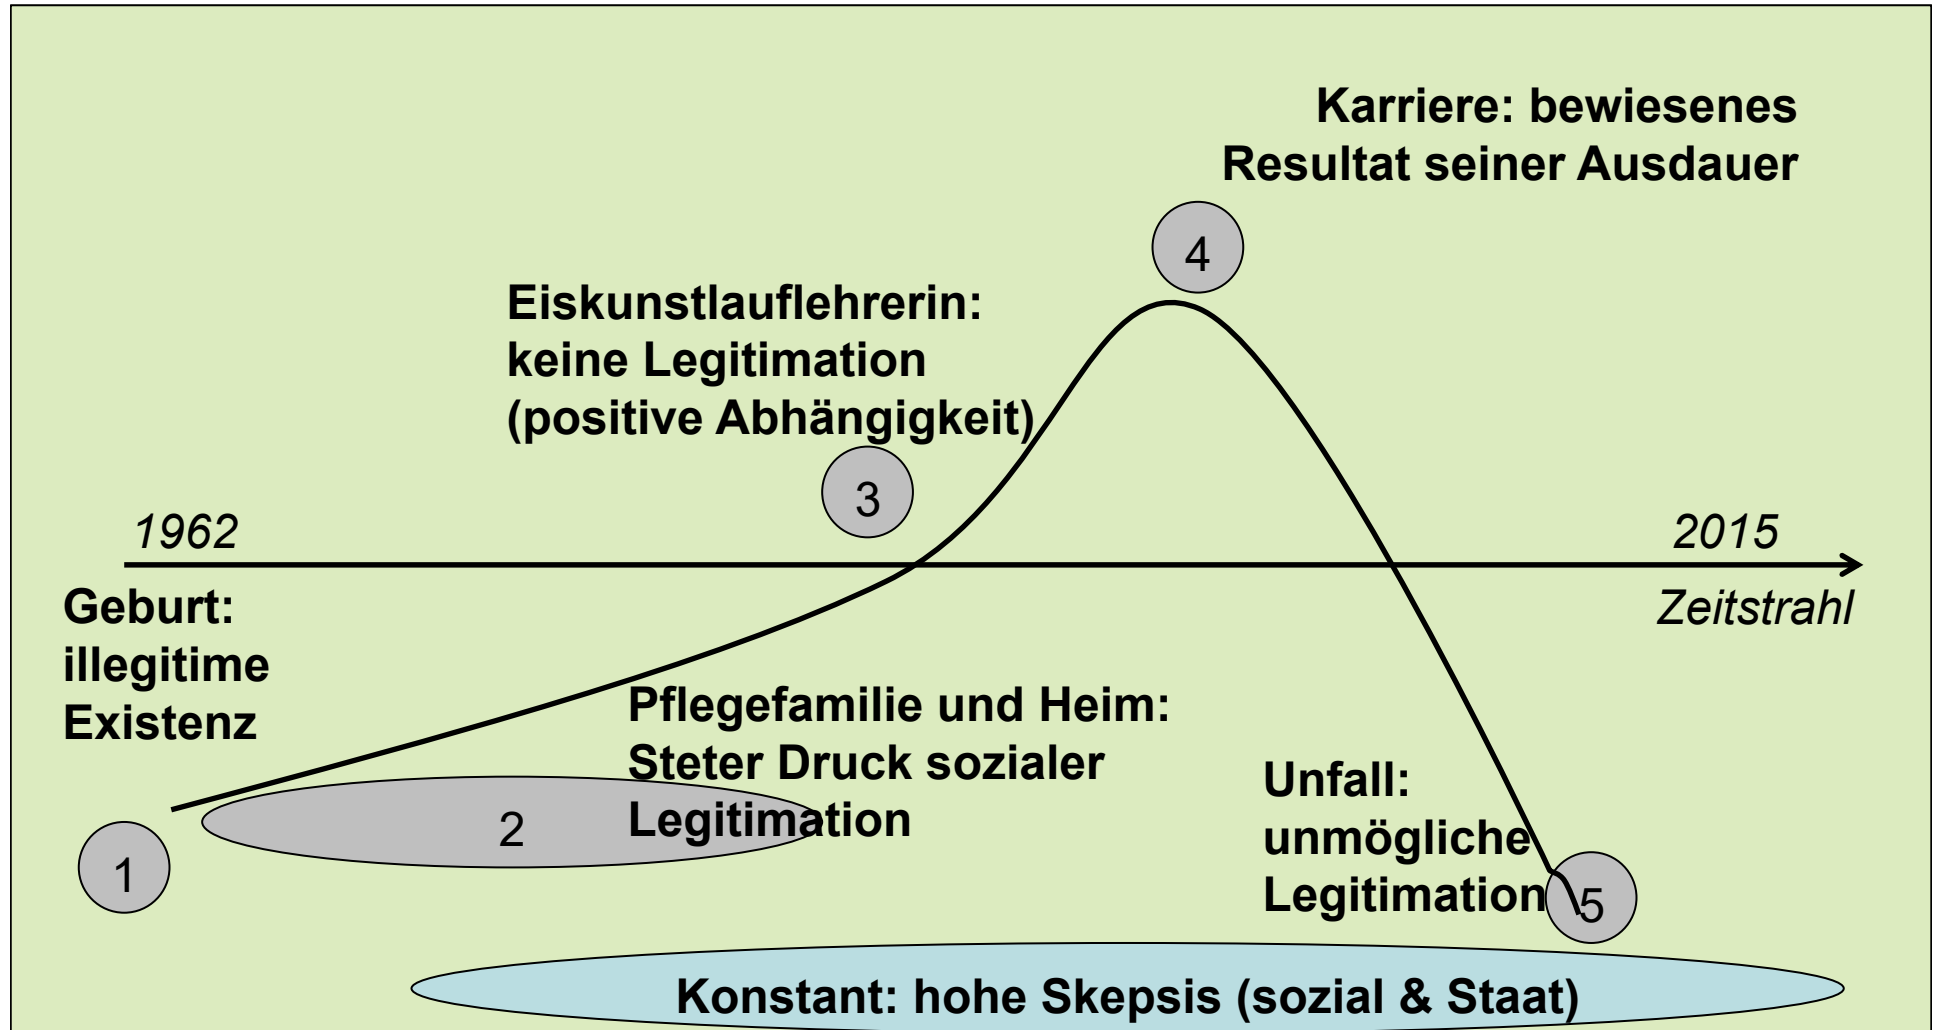 Karriere: bewiesenes
Resultat seiner Ausdauer
4
Eiskunstlauflehrerin:
keine Legitimation
(positive Abhängigkeit)
3
1962
2015
Zeitstrahl
Geburt:
illegitime
Existenz
1
2
Pflegefamilie und Heim:
Steter Druck sozialer
Legitimation
Unfall:
unmögliche
Legitimation
5
Konstant: hohe Skepsis (sozial & Staat)